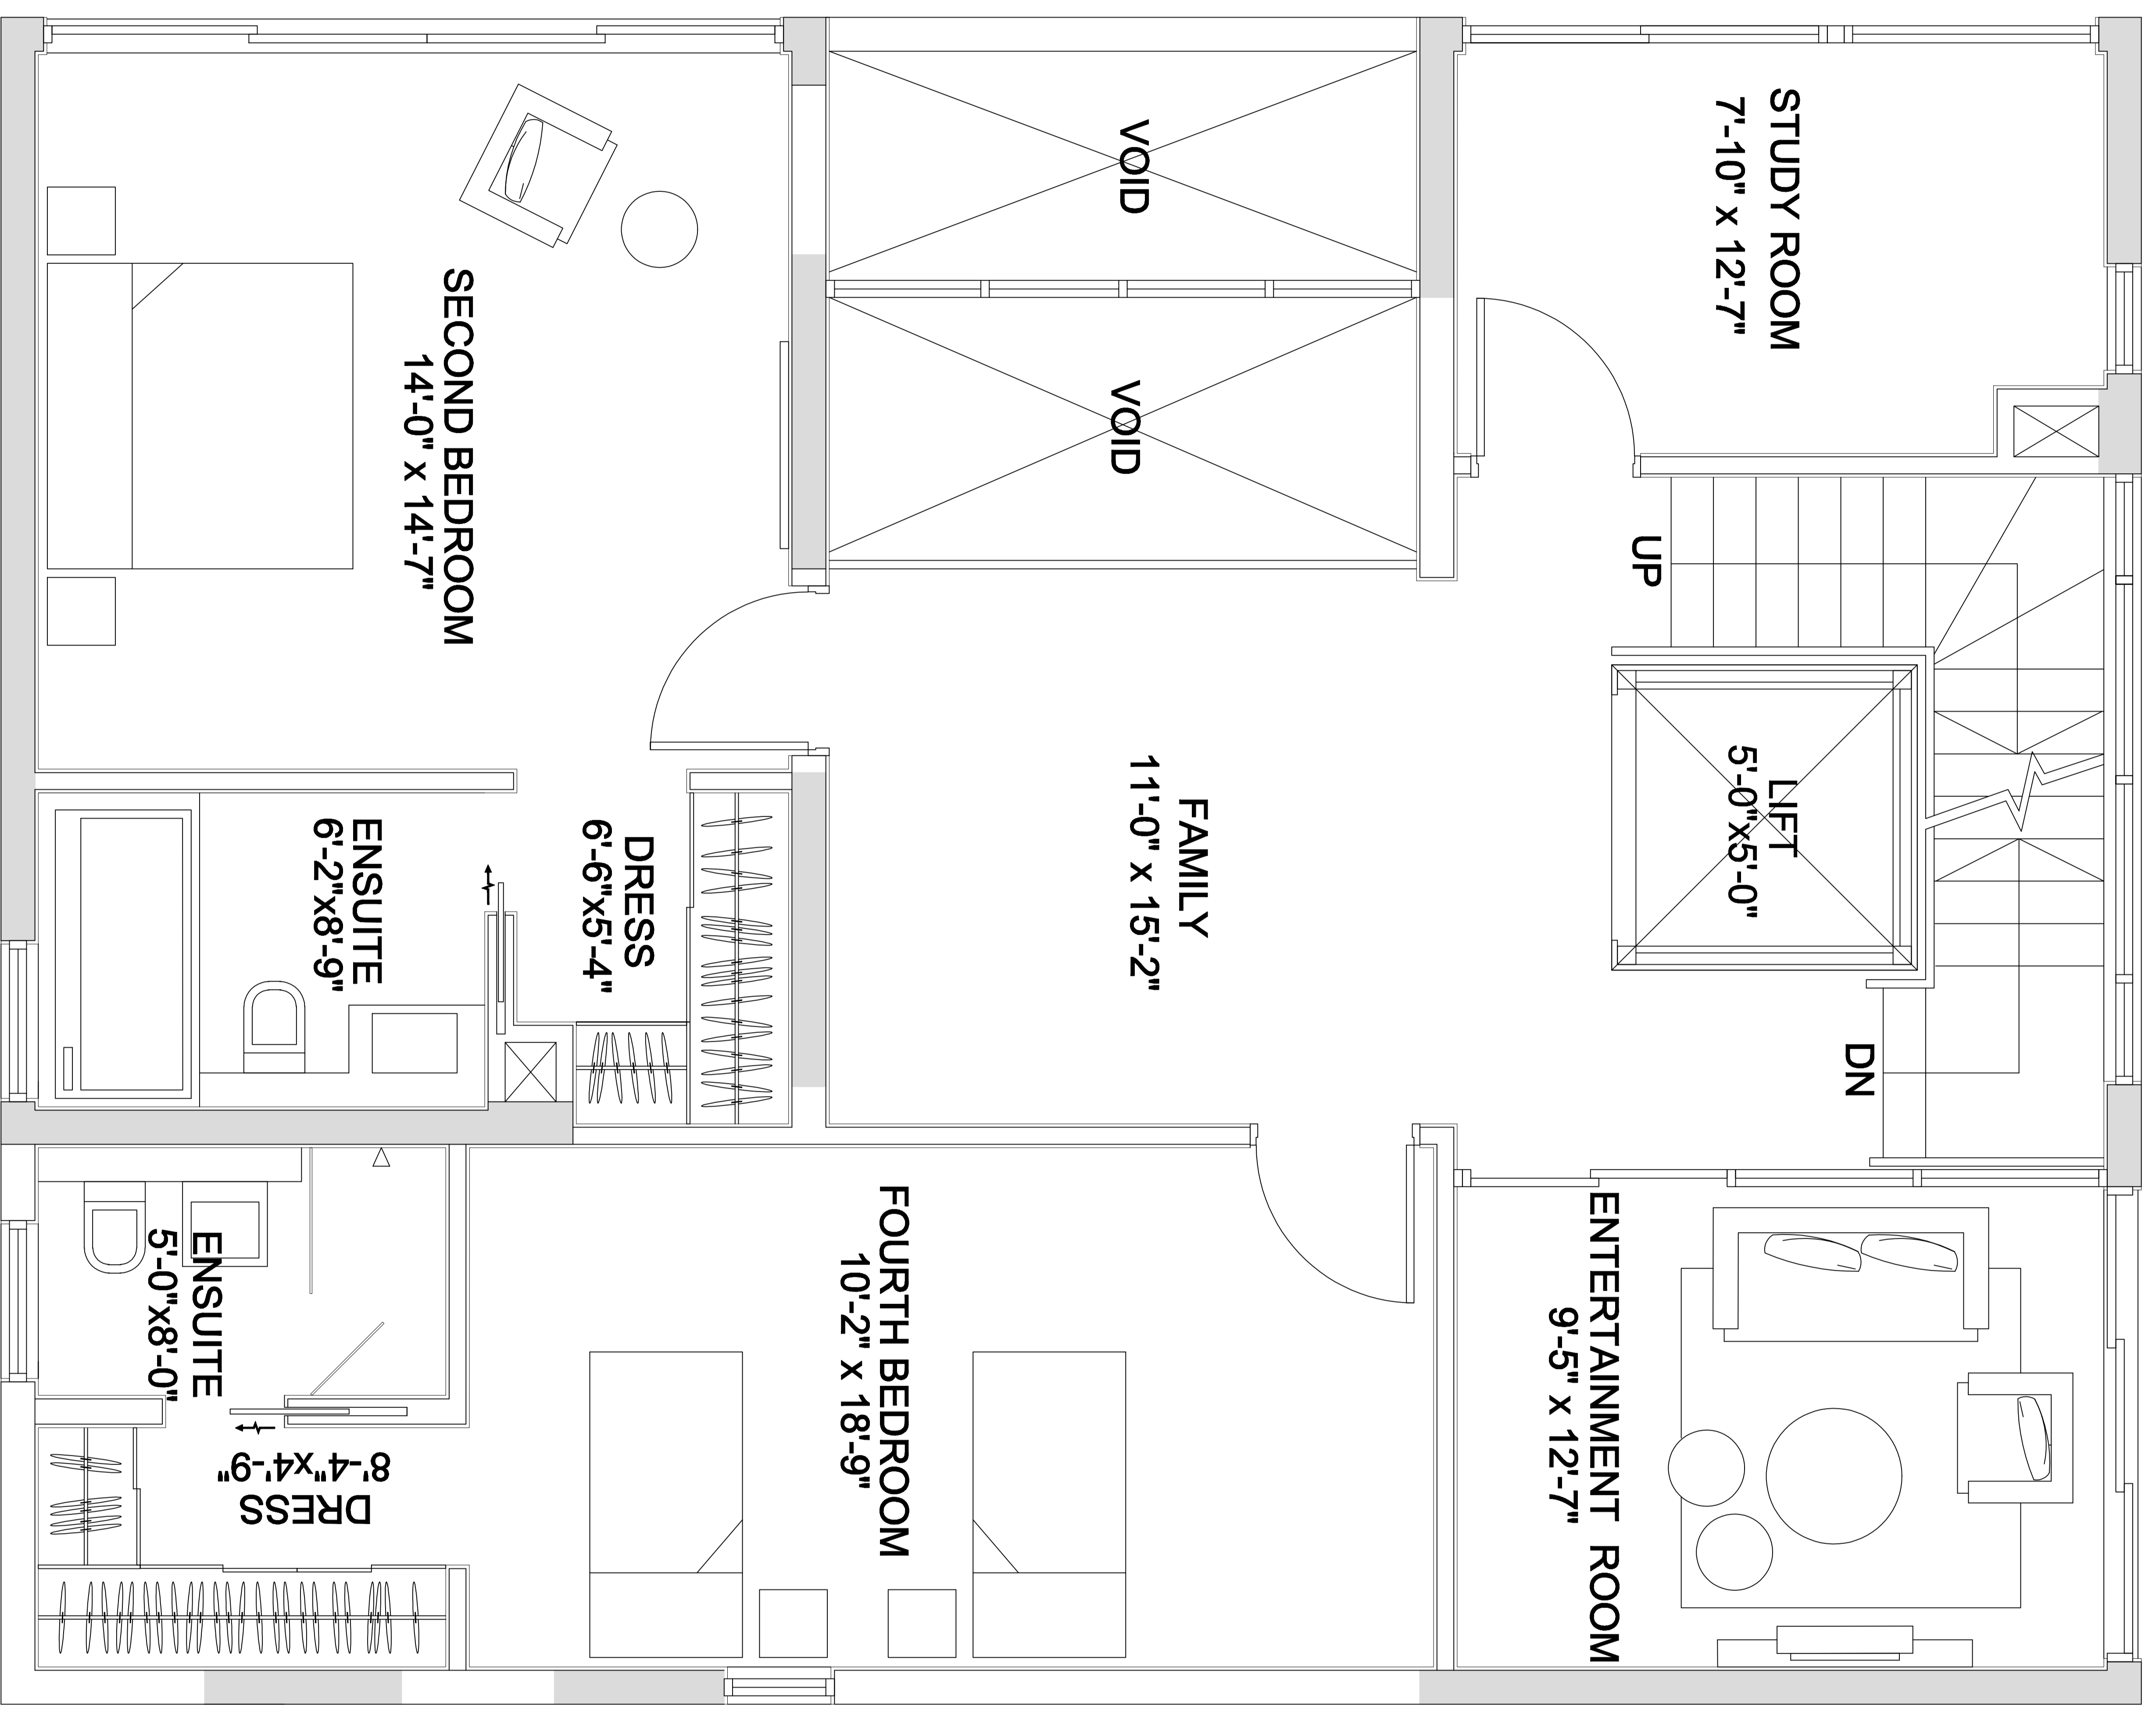 STUDY ROOM
7'-10" x 12'-7"
VOID
VOID
SECOND BEDROOM
14'-0" x 14'-7"
UP
LIFT
5'-0"x5'-0"
FAMILY
11'-0" x 15'-2"
DRESS
6'-6"x5'-4"
ENSUITE
6'-2"x8'-9"
DN
ENTERTAINMENT ROOM
9'-5" x 12'-7"
FOURTH BEDROOM
10'-2" x 18'-9"
ENSUITE
5'-0"x8'-0"
DRESS
8'-4"x4'-9"